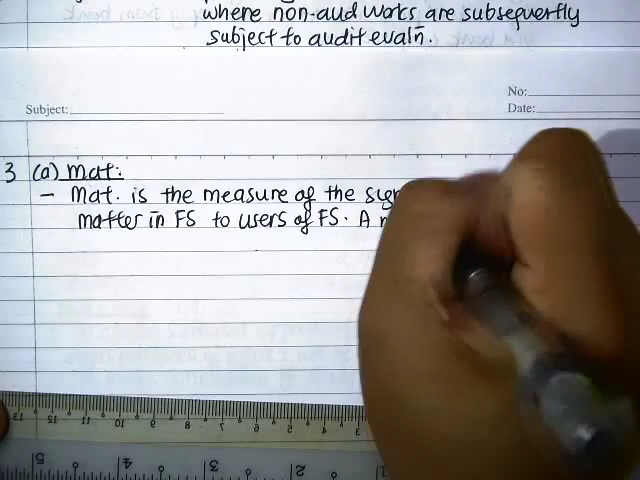 where non-aud works are subsequently
subject to audit evaln.
No:
Subject:
Date:
3 (a) Mat:
- Mat. is the measure of the
matter in FS to users of FS. A